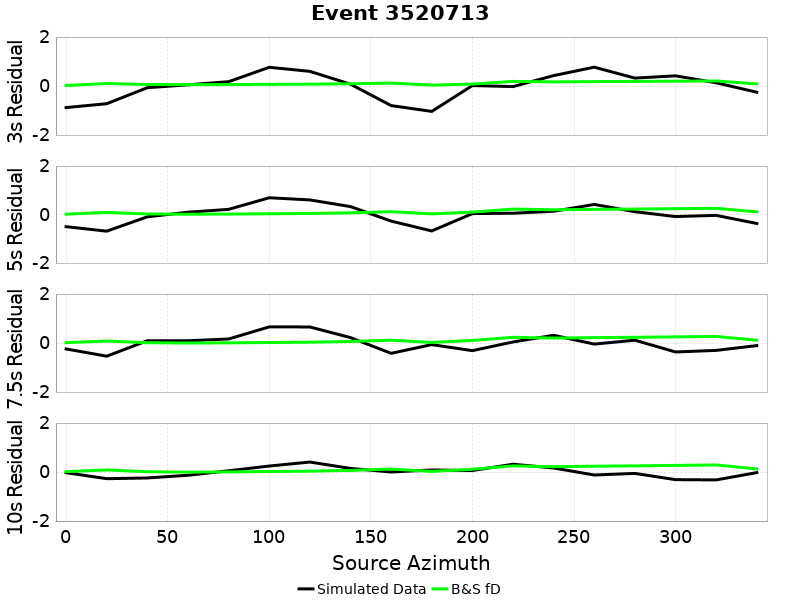 Event 3520713
3s Residual
2
0
-2
5s Residual
2
0
-2
7.5s Residual
2
0
-2
10s Residual
2
0
-2
0 50 100 150 200 250 300
Source Azimuth
Simulated Data B&S fD